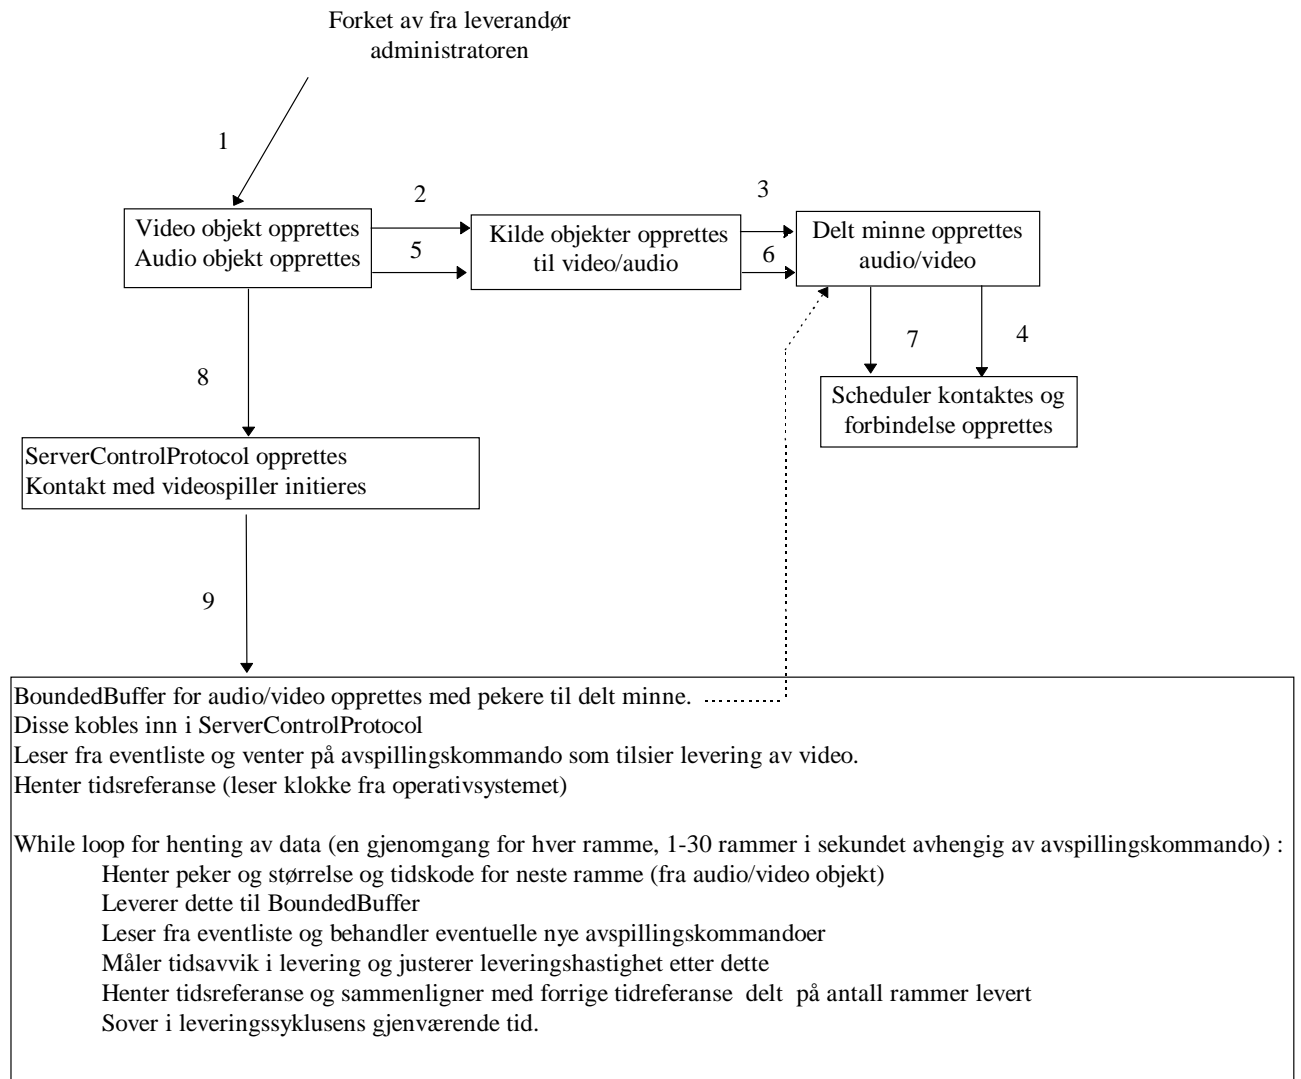 Forket av fra leverandør
administratoren
1
2
3
Video objekt opprettes
Audio objekt opprettes
5
Kilde objekter opprettes
til video/audio
6
Delt minne opprettes
audio/video
7
4
8
Scheduler kontaktes og
forbindelse opprettes
ServerControlProtocol opprettes
Kontakt med videospiller initieres
9
BoundedBuffer for audio/video opprettes med pekere til delt minne.
Disse kobles inn i ServerControlProtocol
Leser fra eventliste og venter på avspillingskommando som tilsier levering av video.
Henter tidsreferanse (leser klokke fra operativsystemet)
While loop for henting av data (en gjenomgang for hver ramme, 1-30 rammer i sekundet avhengig av avspillingskommando) :
Henter peker og størrelse og tidskode for neste ramme (fra audio/video objekt)
Leverer dette til BoundedBuffer
Leser fra eventliste og behandler eventuelle nye avspillingskommandoer
Måler tidsavvik i levering og justerer leveringshastighet etter dette
Henter tidsreferanse og sammenligner med forrige tidreferanse delt på antall rammer levert
Sover i leveringssyklusens gjenværende tid.